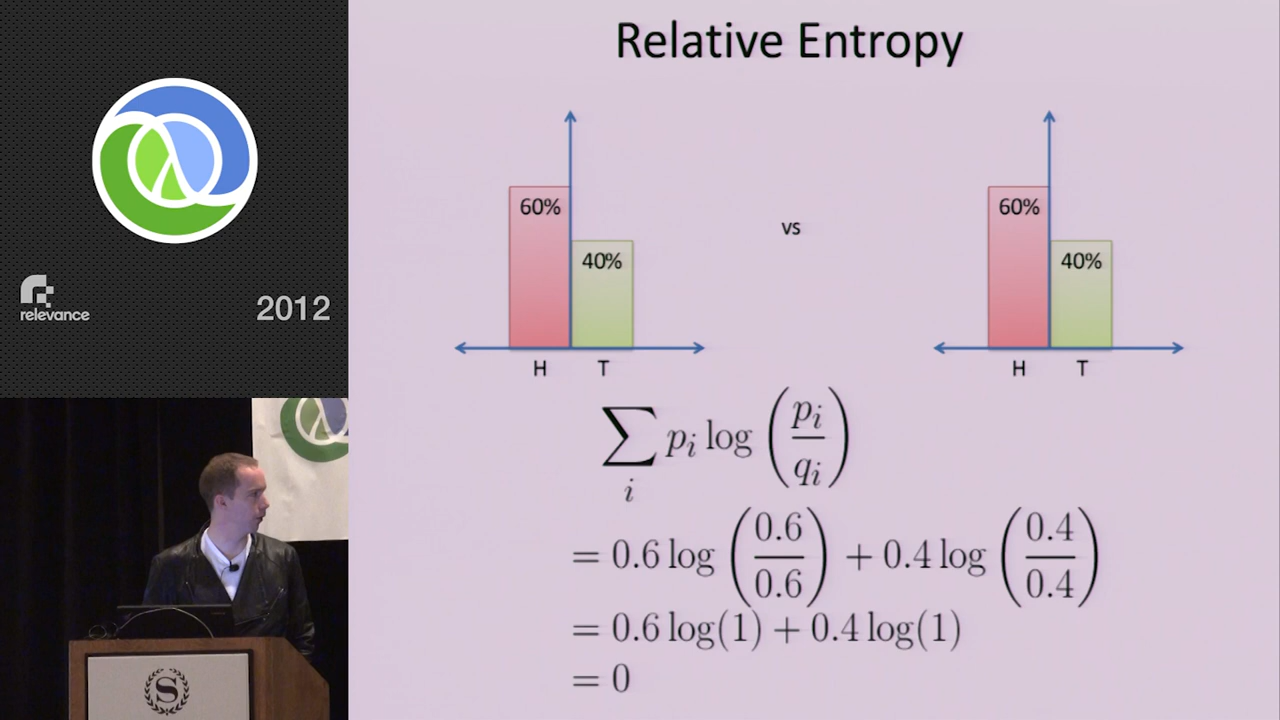 Relative Entropy
60%
40%
H T
vs
60%
40%
H T
∑ᵢ pᵢ log (pᵢ/qᵢ)
= 0.6 log (0.6/0.6) + 0.4 log (0.4/0.4)
= 0.6 log(1) + 0.4 log(1)
= 0
relevance
2012
S